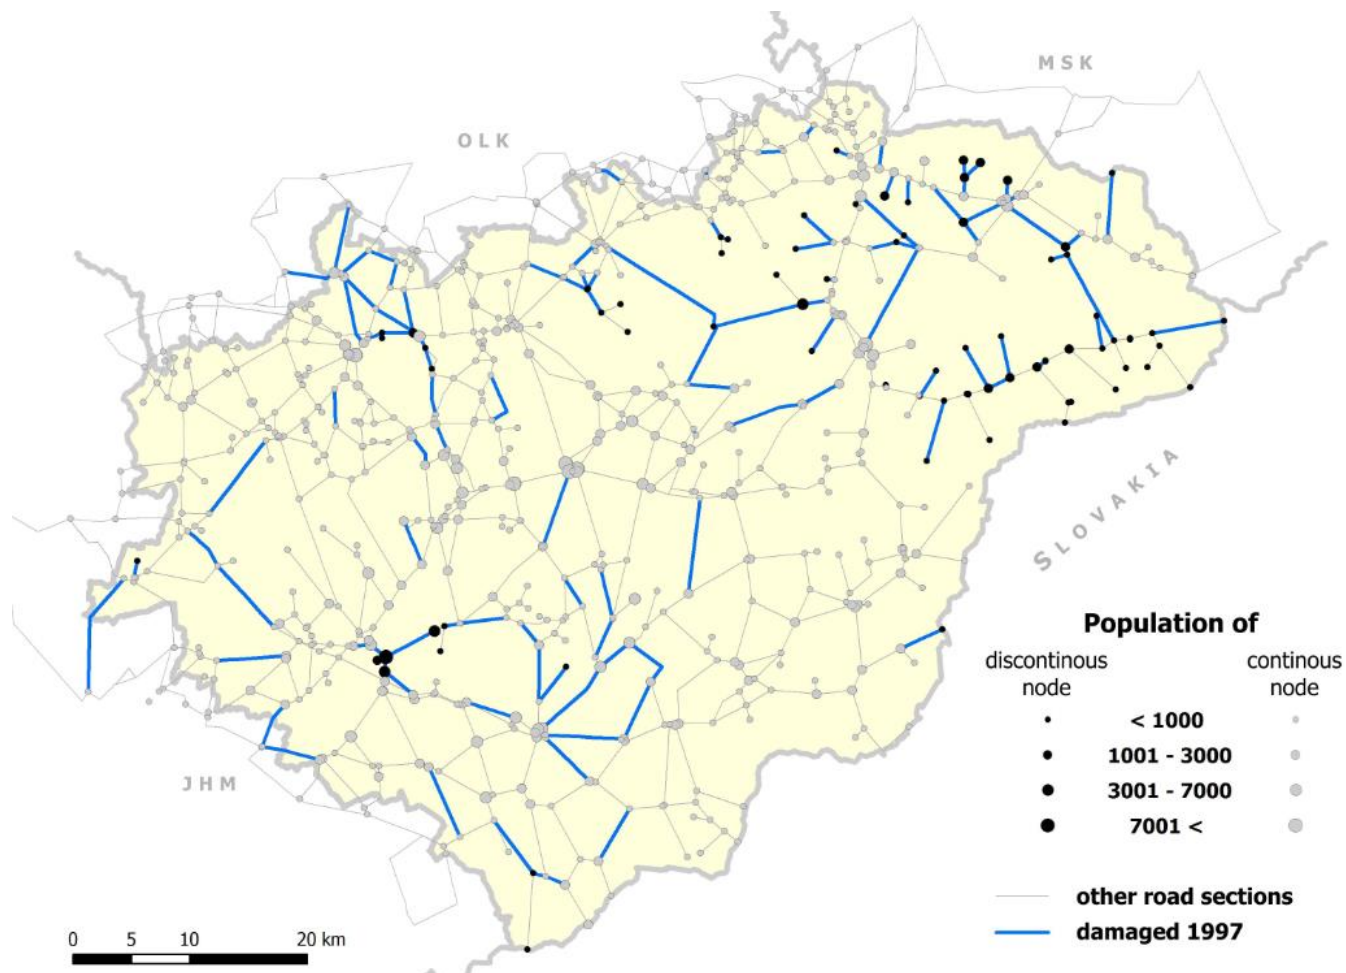 MSK
OLK
SLOVAKIA
JHM
Population of
discontinous
node
continous
node
< 1000
1001 - 3000
3001 - 7000
7001 <
other road sections
damaged 1997
0 5 10 20 km